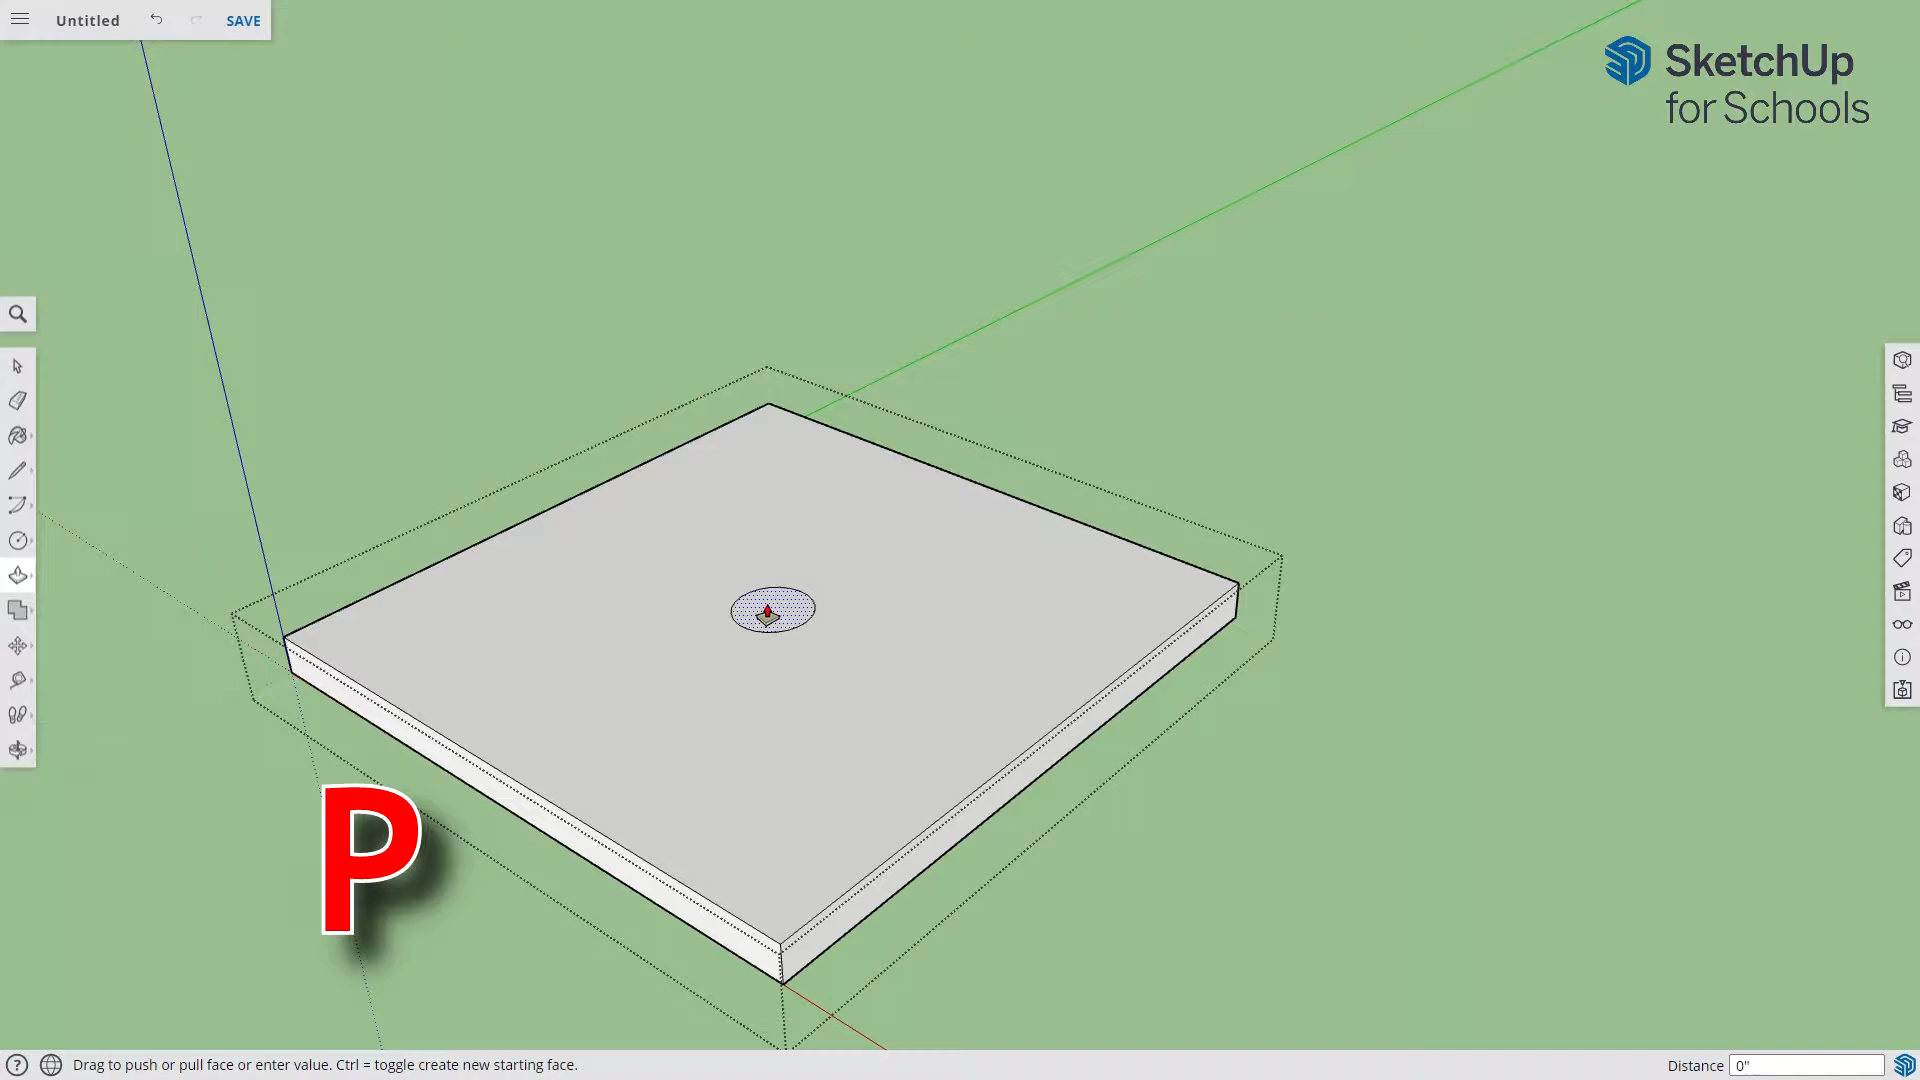 Untitled SAVE
SketchUp
for Schools
P
Drag to push or pull face or enter value. Ctrl = toggle create new starting face.
Distance 0"